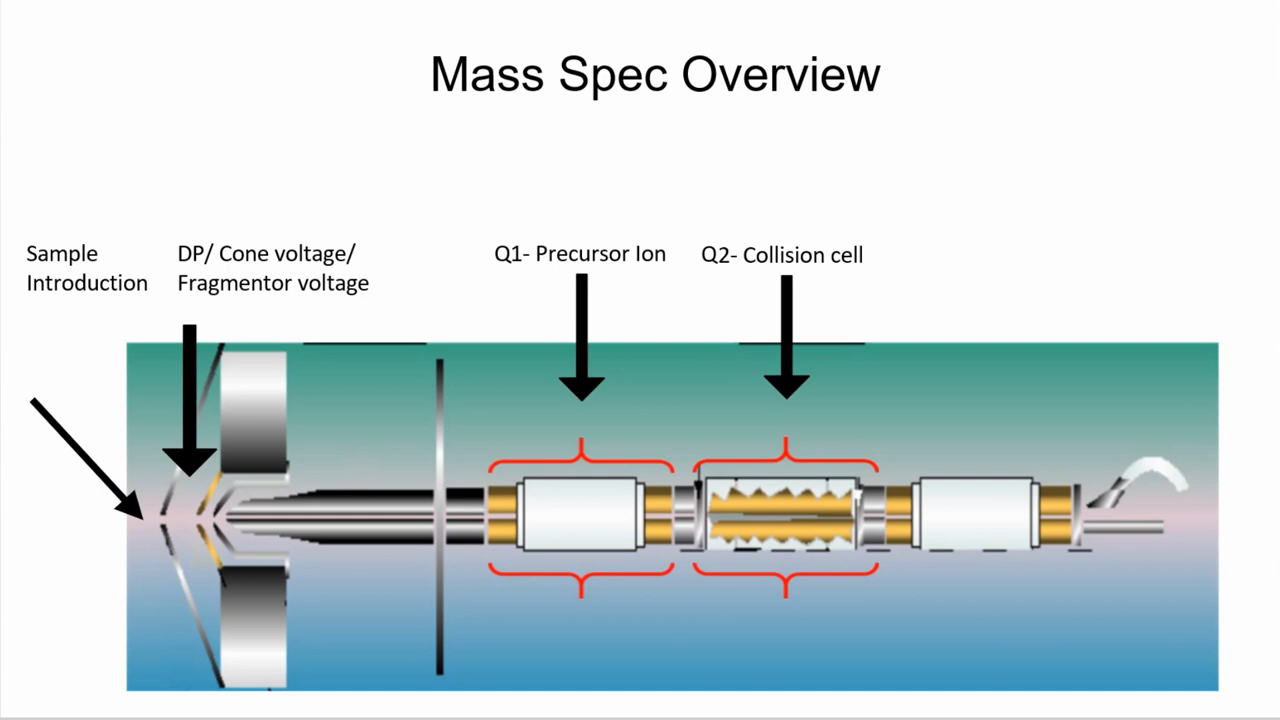 Mass Spec Overview
Sample
Introduction
DP/ Cone voltage/
Fragmentor voltage
Q1- Precursor Ion
Q2- Collision cell